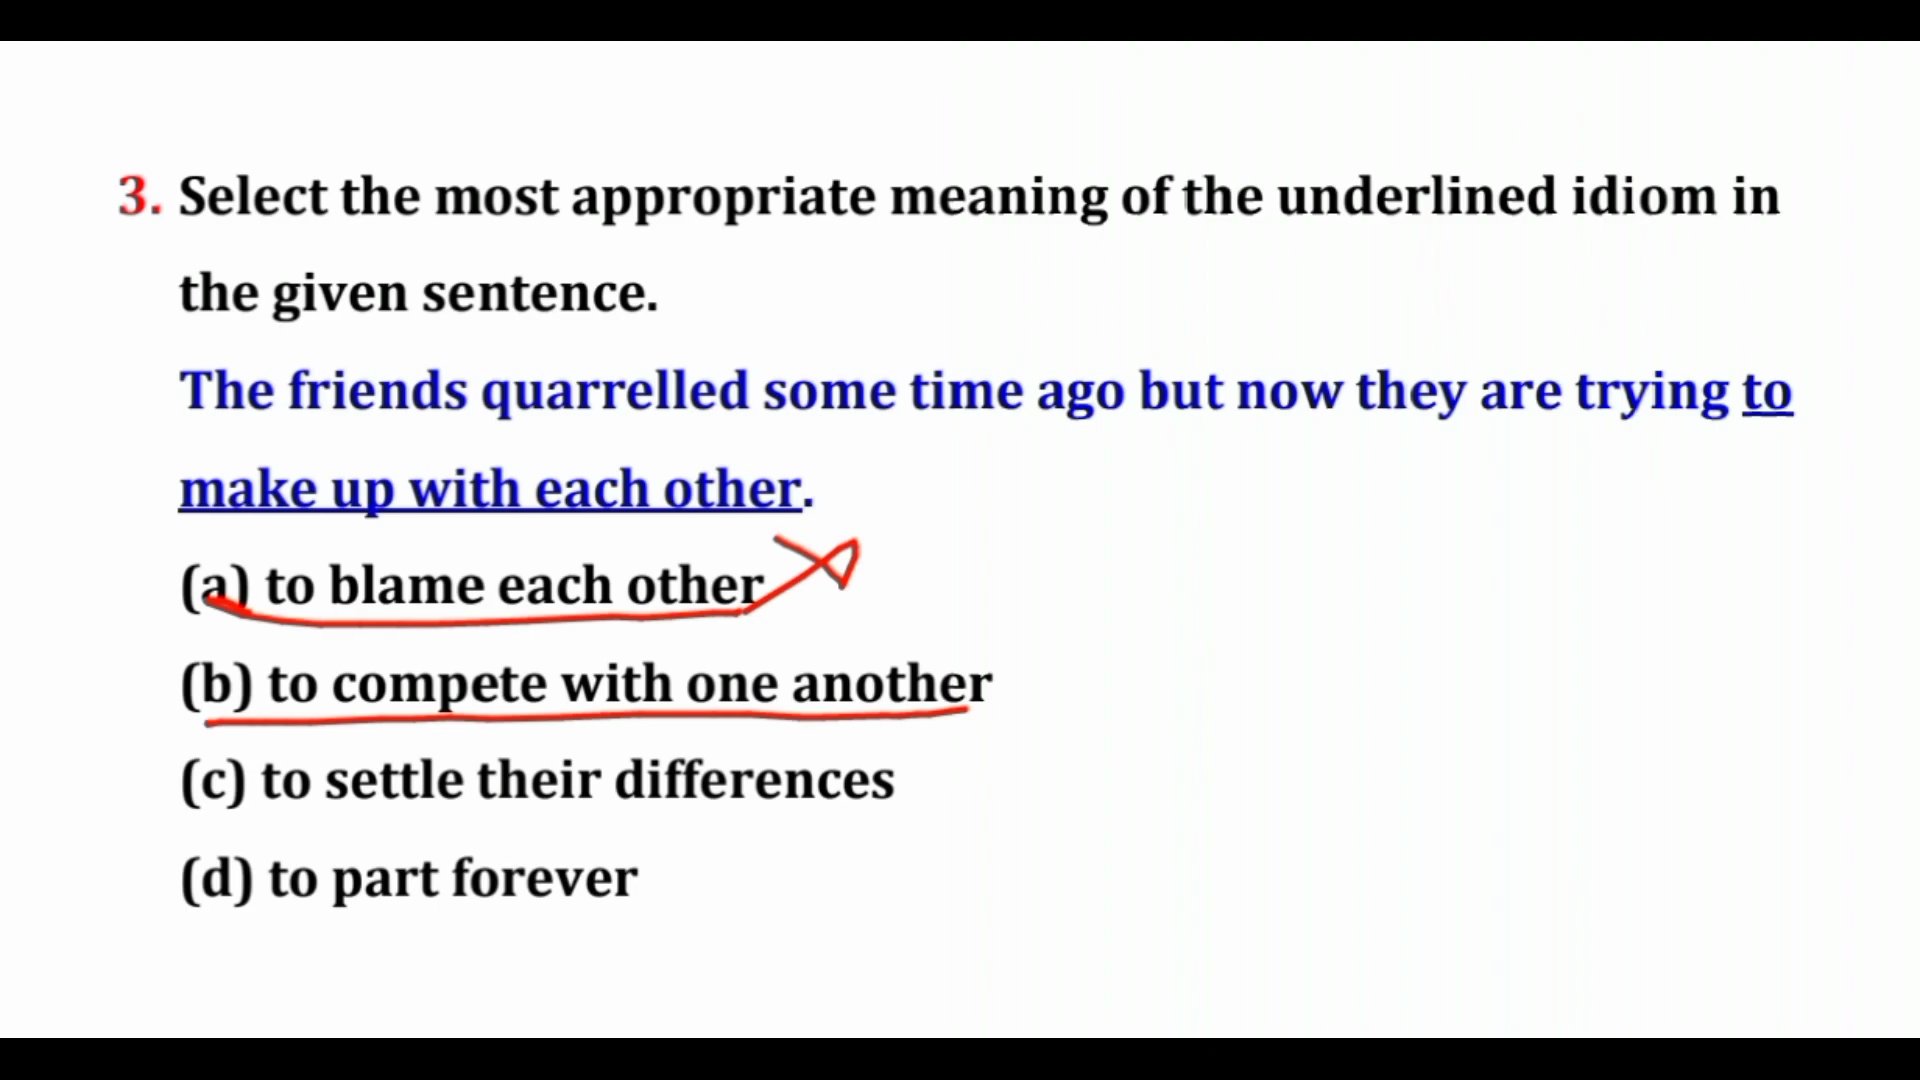 3. Select the most appropriate meaning of the underlined idiom in
the given sentence.
The friends quarrelled some time ago but now they are trying to
make up with each other.
(a) to blame each other
(b) to compete with one another
(c) to settle their differences
(d) to part forever